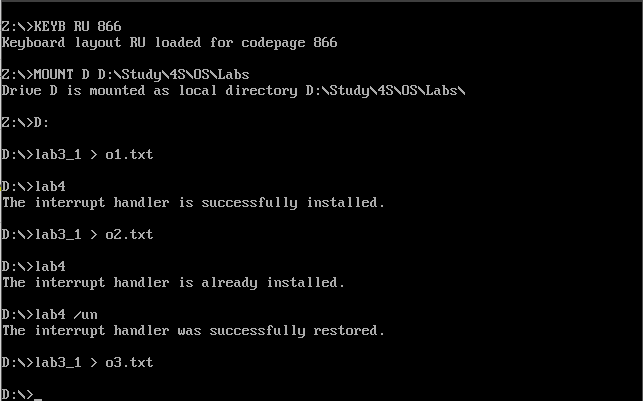 Z:\>KEYB RU 866
Keyboard layout RU loaded for codepage 866
Z:\>MOUNT D D:\Study\4S\OS\Labs
Drive D is mounted as local directory D:\Study\4S\OS\Labs\
Z:\>D:
D:\>lab3_1 > o1.txt
D:\>lab4
The interrupt handler is successfully installed.
D:\>lab3_1 > o2.txt
D:\>lab4
The interrupt handler is already installed.
D:\>lab4 /un
The interrupt handler was successfully restored.
D:\>lab3_1 > o3.txt
D:\>_